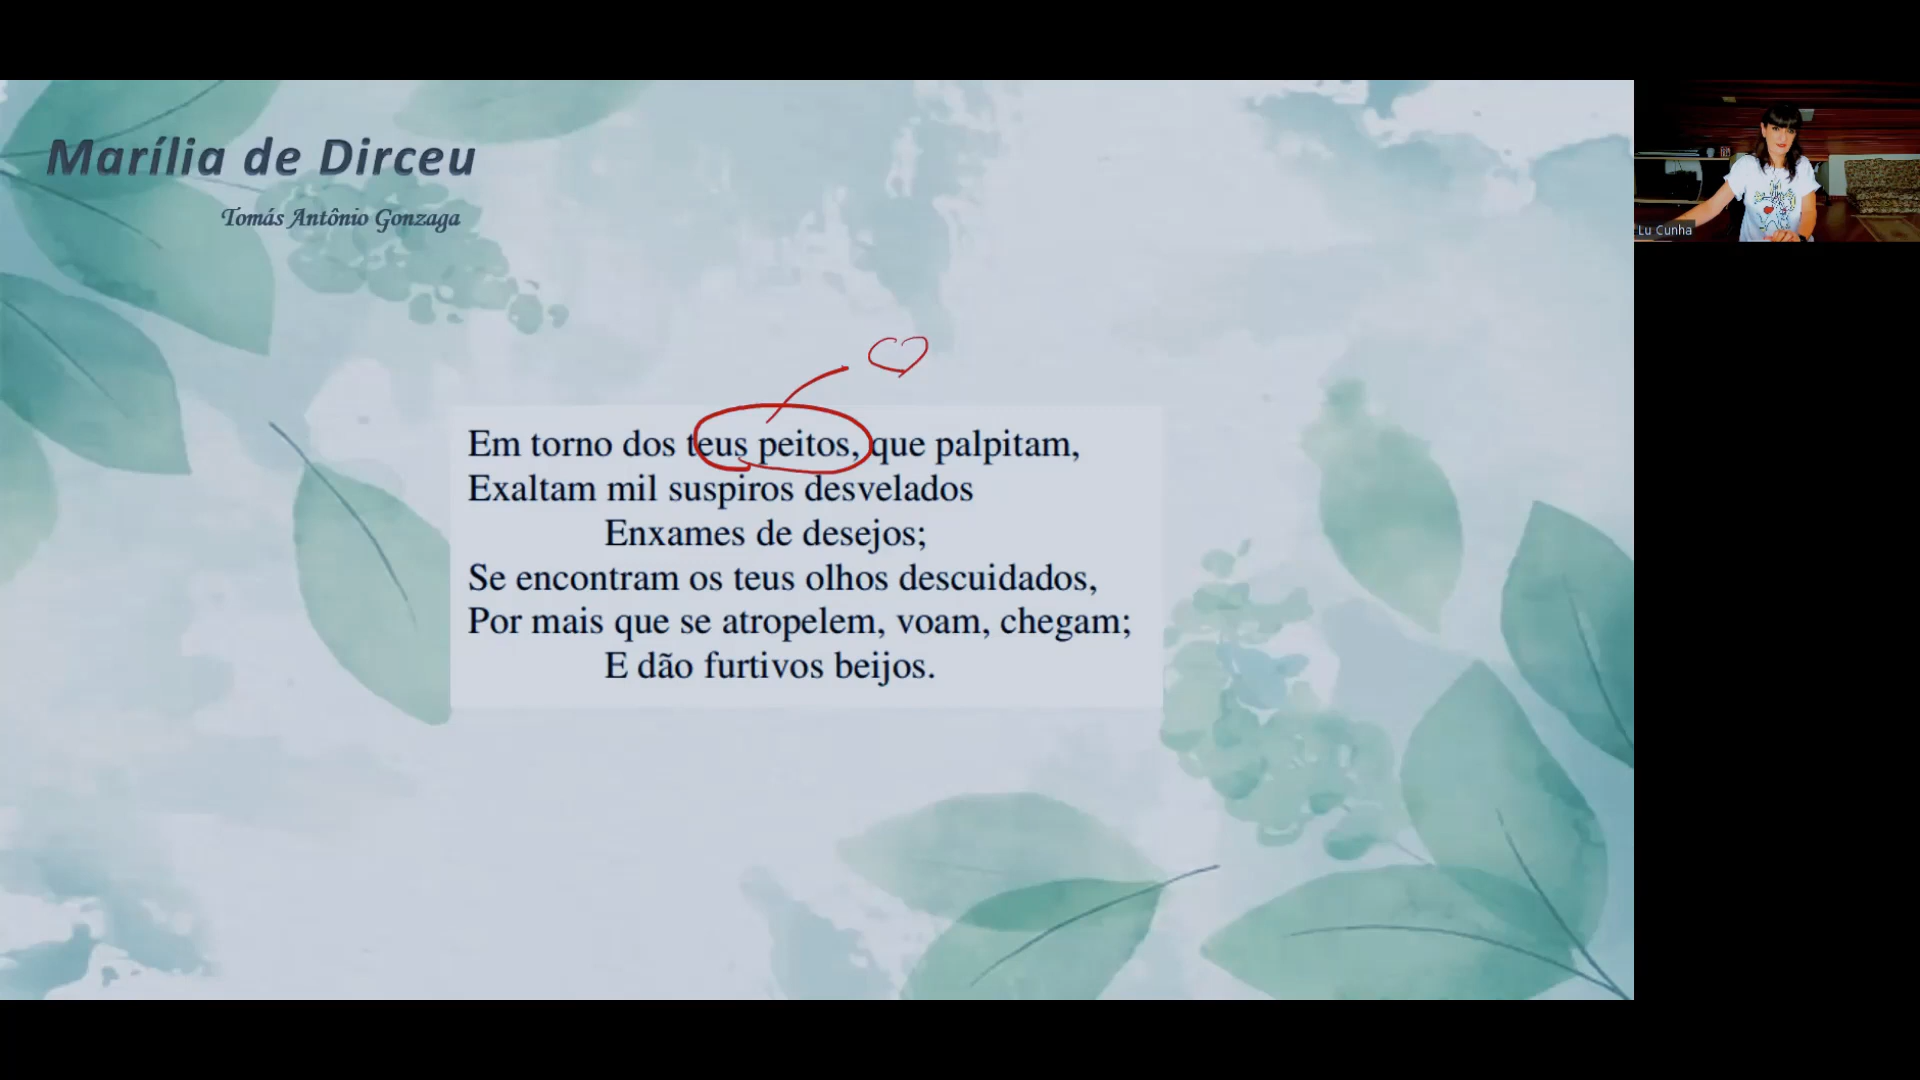 Marília de Dirceu
Tomás Antônio Gonzaga
Em torno dos teus peitos, que palpitam,
Exaltam mil suspiros desvelados
Enxames de desejos;
Se encontram os teus olhos descuidados,
Por mais que se atropelem, voam, chegam;
E dão furtivos beijos.
Lu Cunha